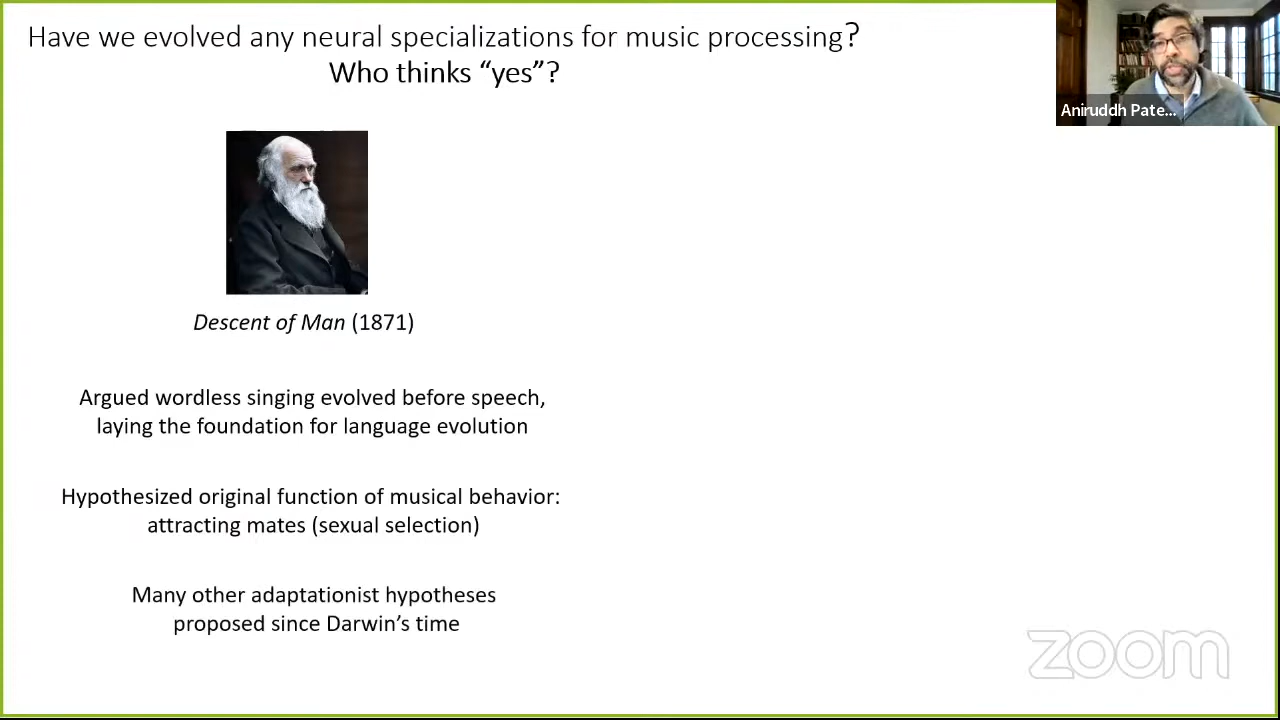 Have we evolved any neural specializations for music processing?
Who thinks “yes”?
Aniruddh Pate...
Descent of Man (1871)
Argued wordless singing evolved before speech,
laying the foundation for language evolution
Hypothesized original function of musical behavior:
attracting mates (sexual selection)
Many other adaptationist hypotheses
proposed since Darwin’s time
zoom